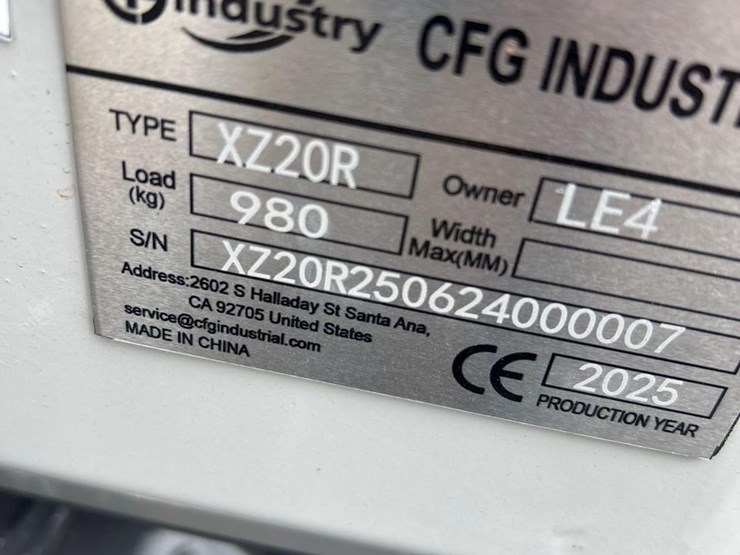 industry CFG INDUST
TYPE XZ20R Owner LE4
Load (kg) 980 Width Max(MM)
S/N XZ20R250624000007
Address:2602 S Halladay St Santa Ana,
CA 92705 United States
service@cfgindustrial.com
MADE IN CHINA
CE 2025
PRODUCTION YEAR